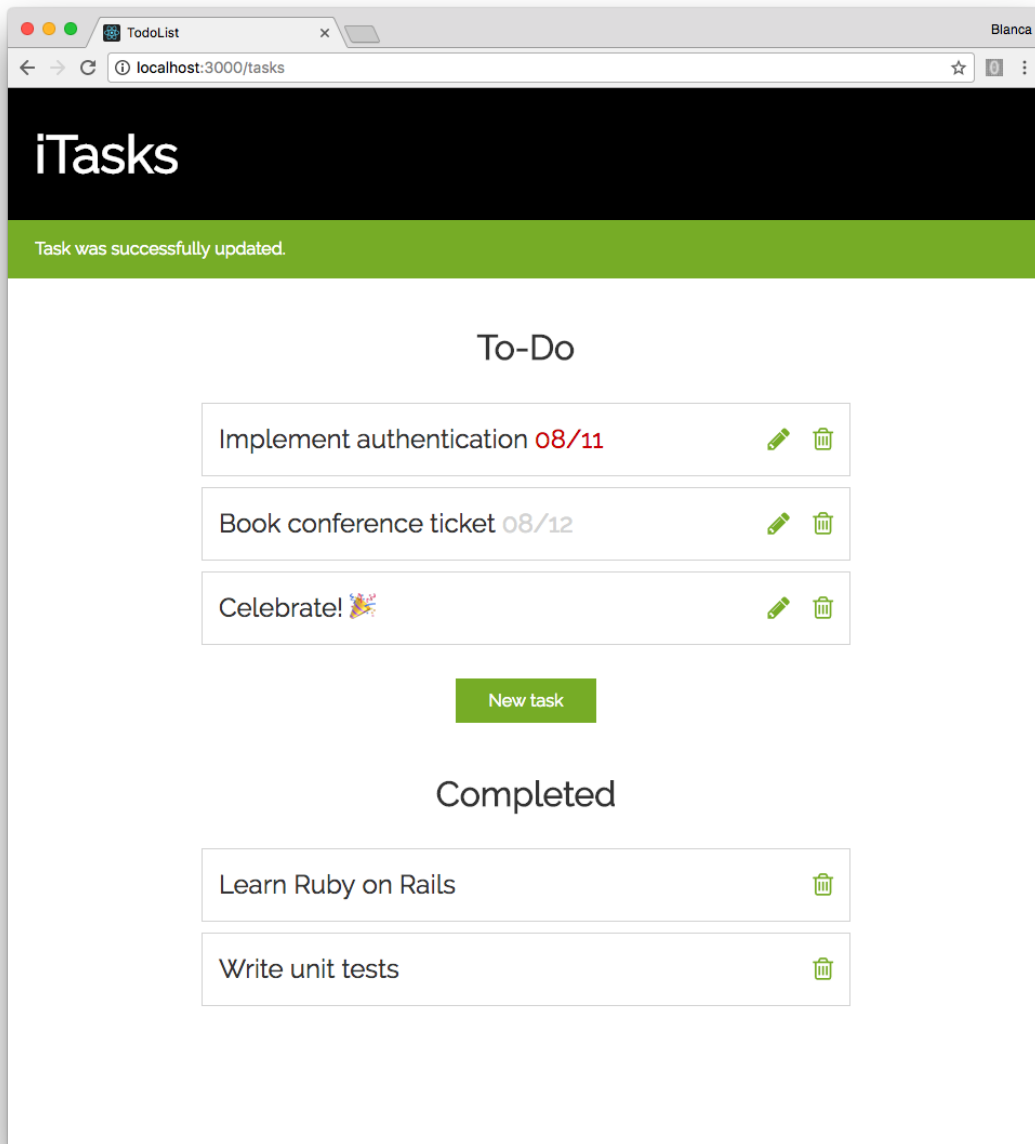 TodoList
Blanca
localhost:3000/tasks
iTasks
Task was successfully updated.
To-Do
Implement authentication 08/11
Book conference ticket 08/12
Celebrate! 🎉
New task
Completed
Learn Ruby on Rails
Write unit tests